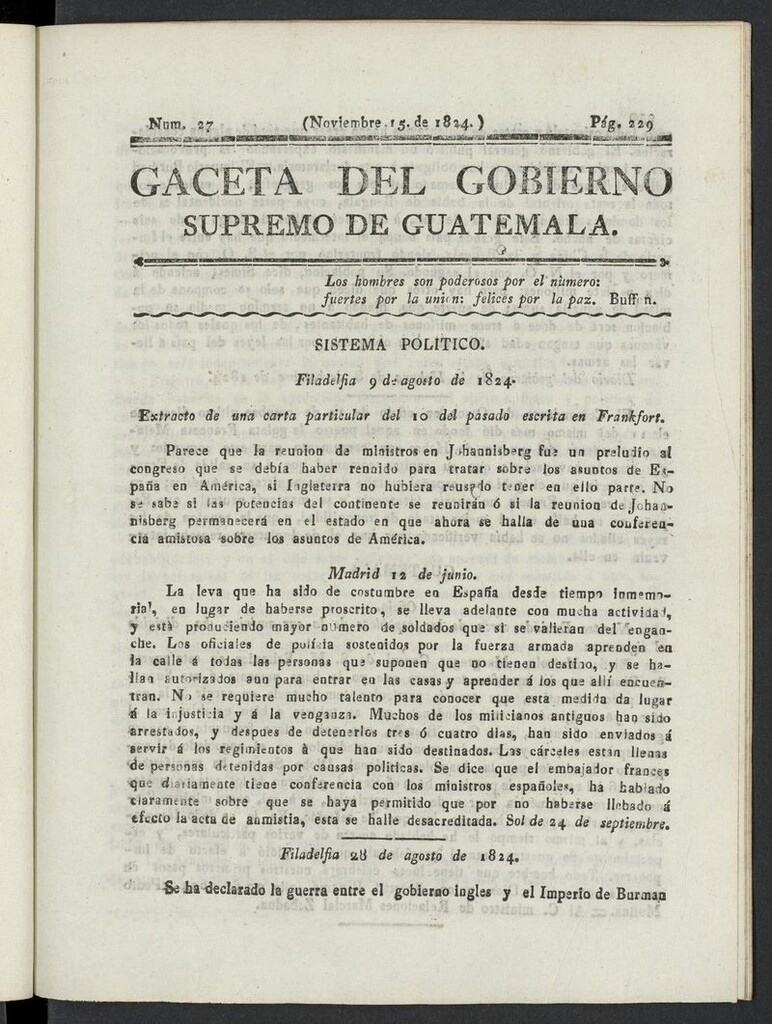 Num. 27 (Noviembre 15. de 1824.) Pág. 229
GACETA DEL GOBIERNO
SUPREMO DE GUATEMALA.
Los hombres son poderosos por el nùmero:
fuertes por la union: felices por la paz. Buffon.
SISTEMA POLITICO.
Filadelfia 9 de agosto de 1824.
Extracto de una carta particular del 10 del pasado escrita en Frankfort.
Parece que la reunion de ministros en Johannisberg fue un preludio al
congreso que se debía haber reunido para tratar sobre los asuntos de Es-
paña en América, si Inglaterra no hubiera reusado tener en ello parte. No
se sabe si las potencias del continente se reunirán ó si la reunion de Johan-
nisberg permanecerá en el estado en que ahora se halla de una conferen-
cia amistosa sobre los asuntos de América.
Madrid 12 de junio.
La leva que ha sido de costumbre en España desde tiempo inmemo-
rial, en lugar de haberse proscrito, se lleva adelante con mucha actividad,
y está produciendo mayor numero de soldados que si se valieran del engan-
che. Los oficiales de policía sostenidos por la fuerza armada aprenden en
la calle á todas las personas que suponen que no tienen destino, y se ha-
llan autorizados aun para entrar en las casas y aprender á los que allí encuen-
tran. No se requiere mucho talento para conocer que esta medida da lugar
á la injusticia y á la venganza. Muchos de los milicianos antiguos han sido
arrestados, y despues de detenerlos tres ó cuatro dias, han sido enviados á
servir á los regimientos à que han sido destinados. Las cárceles estan llenas
de personas detenidas por causas politicas. Se dice que el embajador frances
que diariamente tiene conferencia con los ministros españoles, ha hablado
claramente sobre que se haya permitido que por no haberse llebado á
efecto la acta de anmistia, esta se halle desacreditada. Sol de 24 de septiembre.
Filadelfia 28 de agosto de 1824.
Se ha declarado la guerra entre el gobierno ingles y el Imperio de Burman